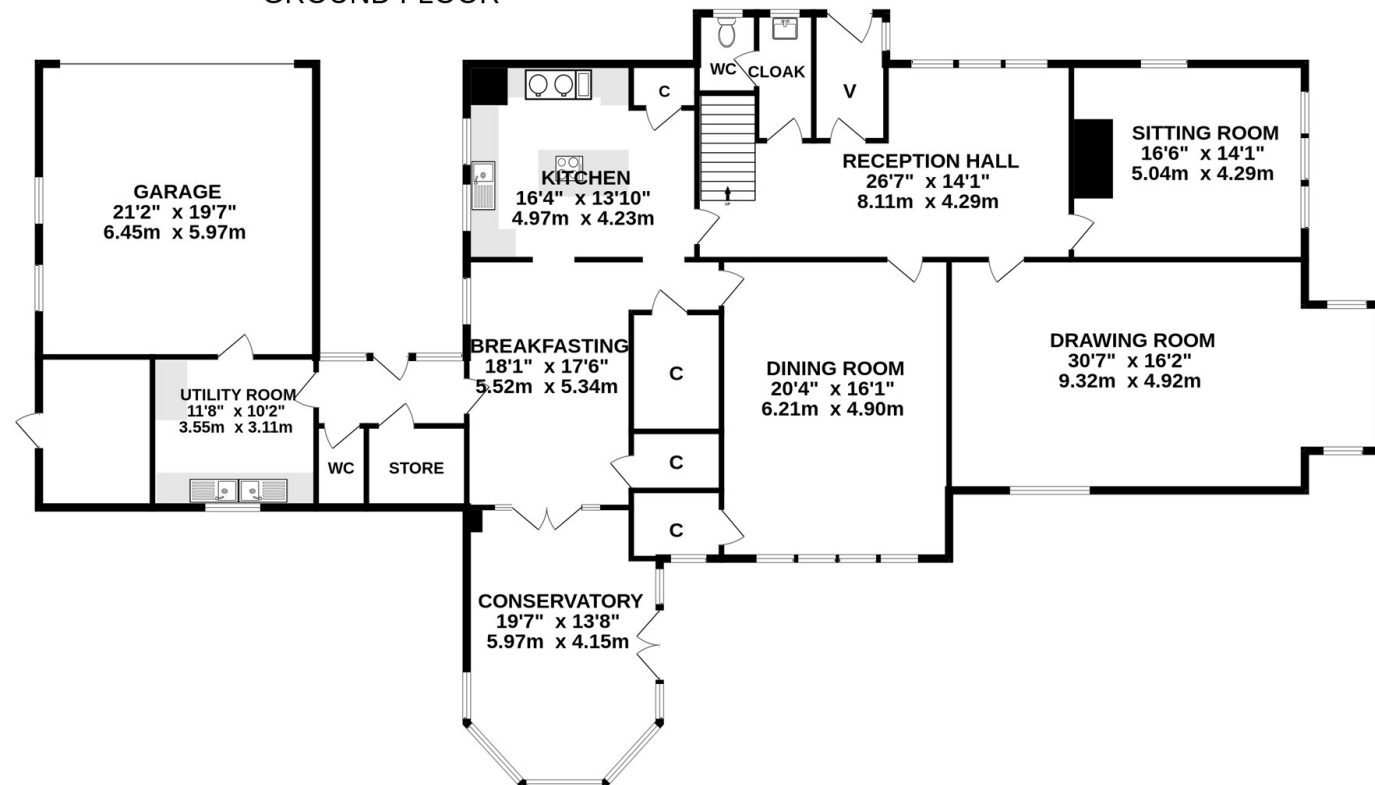 GROUND FLOOR
WC
CLOAK
V
C
GARAGE
21'2" x 19'7"
6.45m x 5.97m
KITCHEN
16'4" x 13'10"
4.97m x 4.23m
UP
RECEPTION HALL
26'7" x 14'1"
8.11m x 4.29m
SITTING ROOM
16'6" x 14'1"
5.04m x 4.29m
BREAKFASTING
18'1" x 17'6"
5.52m x 5.34m
C
DINING ROOM
20'4" x 16'1"
6.21m x 4.90m
DRAWING ROOM
30'7" x 16'2"
9.32m x 4.92m
UTILITY ROOM
11'8" x 10'2"
3.55m x 3.11m
WC
STORE
C
C
CONSERVATORY
19'7" x 13'8"
5.97m x 4.15m